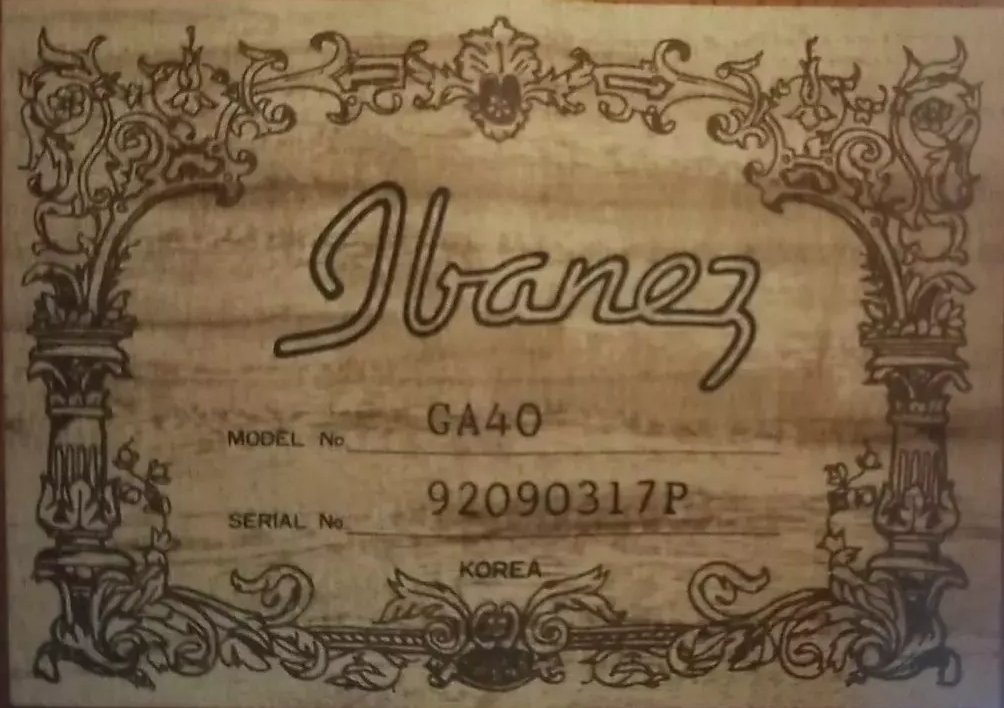 Ibanez
MODEL No GA40
SERIAL No 92090317P
KOREA